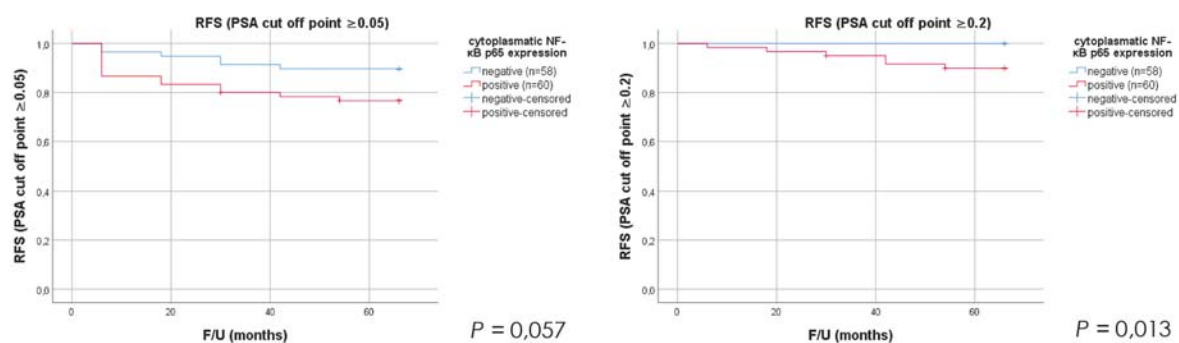 RFS (PSA cut off point ≥0.05)
RFS (PSA cut off point ≥0.05)
1,0
0,8
0,6
0,4
0,2
0,0
0
20
40
60
F/U (months)
cytoplasmatic NF-
κB p65 expression
negative (n=58)
positive (n=60)
negative-censored
positive-censored
P = 0,057
RFS (PSA cut off point ≥0.2)
RFS (PSA cut off point ≥0.2)
1,0
0,8
0,6
0,4
0,2
0,0
0
20
40
60
F/U (months)
cytoplasmatic NF-
κB p65 expression
negative (n=58)
positive (n=60)
negative-censored
positive-censored
P = 0,013